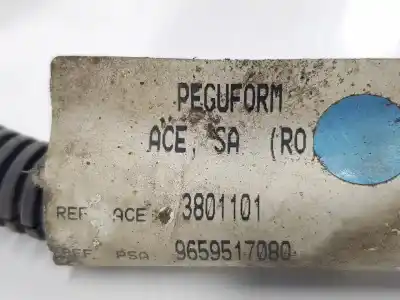 PEGUFORM
ACE, SA (RO
REF. ACE 3801101
REF. PSA 9659517080